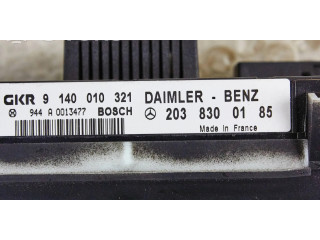 GKR 9 140 010 321 DAIMLER - BENZ
944 A 0013477 BOSCH 203 830 01 85
Made in France